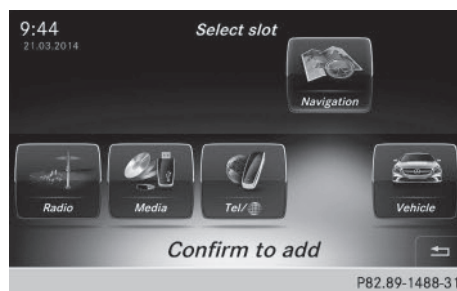 9:44
21.03.2014
Select slot
Navigation
Radio
Media
Tel/
Vehicle
Confirm to add
P82.89-1488-31